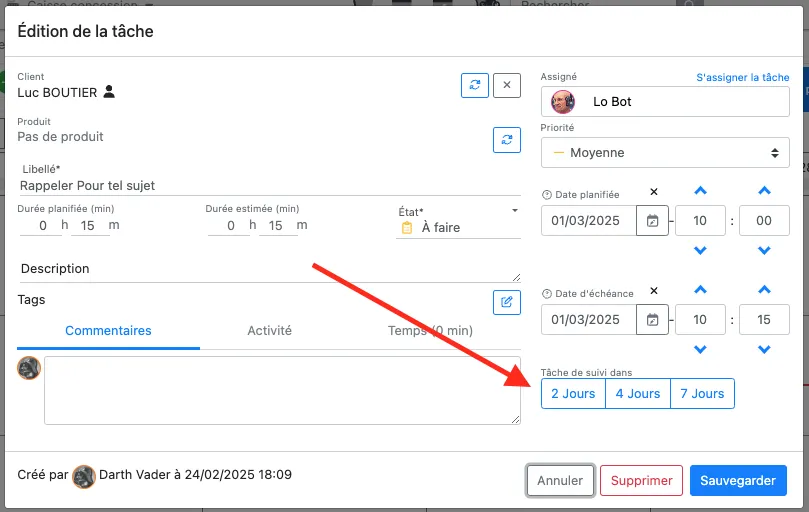 Caisse concession
Rechercher
Édition de la tâche
Client
Luc BOUTIER
Produit
Pas de produit
Libellé*
Rappeler Pour tel sujet
Durée planifiée (min)
0 h 15 m
Durée estimée (min)
0 h 15 m
État*
À faire
Description
Tags
Commentaires
Activité
Temps (0 min)
Assigné
S'assigner la tâche
Lo Bot
Priorité
Moyenne
Date planifiée
01/03/2025 - 10 : 00
Date d'échéance
01/03/2025 - 10 : 15
Tâche de suivi dans
2 Jours 4 Jours 7 Jours
Créé par Darth Vader à 24/02/2025 18:09
Annuler Supprimer Sauvegarder